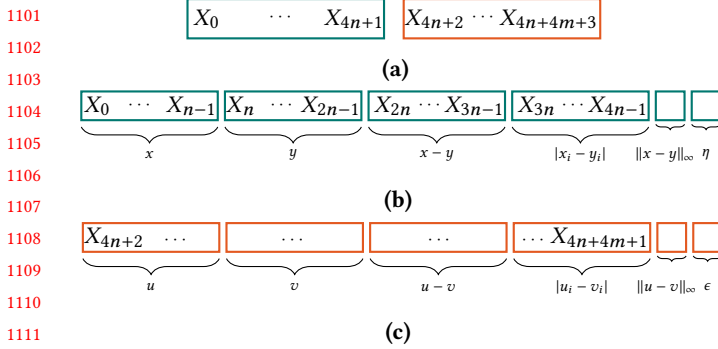 1101 X_0 ⋯ X_{4n+1} X_{4n+2} ⋯ X_{4n+4m+3}
1102
(a)
1103
1104 X_0 ⋯ X_{n−1} X_n ⋯ X_{2n−1} X_{2n} ⋯ X_{3n−1} X_{3n} ⋯ X_{4n−1}
1105
x y x − y |x_i − y_i| ∥x − y∥_∞ η
1106
(b)
1107
1108 X_{4n+2} ⋯ ⋯ ⋯ ⋯ X_{4n+4m+1}
1109
u v u − v |u_i − v_i| ∥u − v∥_∞ ϵ
1110
1111
(c)